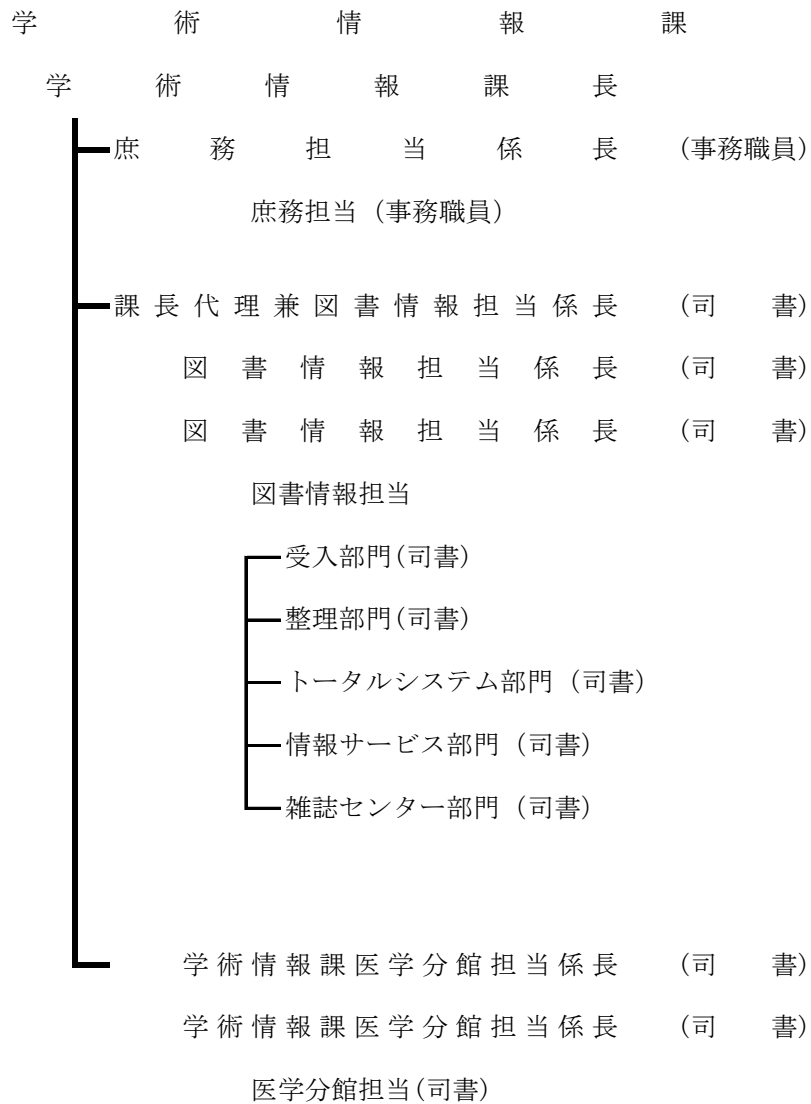 学術情報課
学術情報課長
庶務担当係長 (事務職員)
庶務担当 (事務職員)
課長代理兼図書情報担当係長 (司書)
図書情報担当係長 (司書)
図書情報担当係長 (司書)
図書情報担当
受入部門(司書)
整理部門(司書)
トータルシステム部門 (司書)
情報サービス部門 (司書)
雑誌センター部門 (司書)
学術情報課医学分館担当係長 (司書)
学術情報課医学分館担当係長 (司書)
医学分館担当(司書)